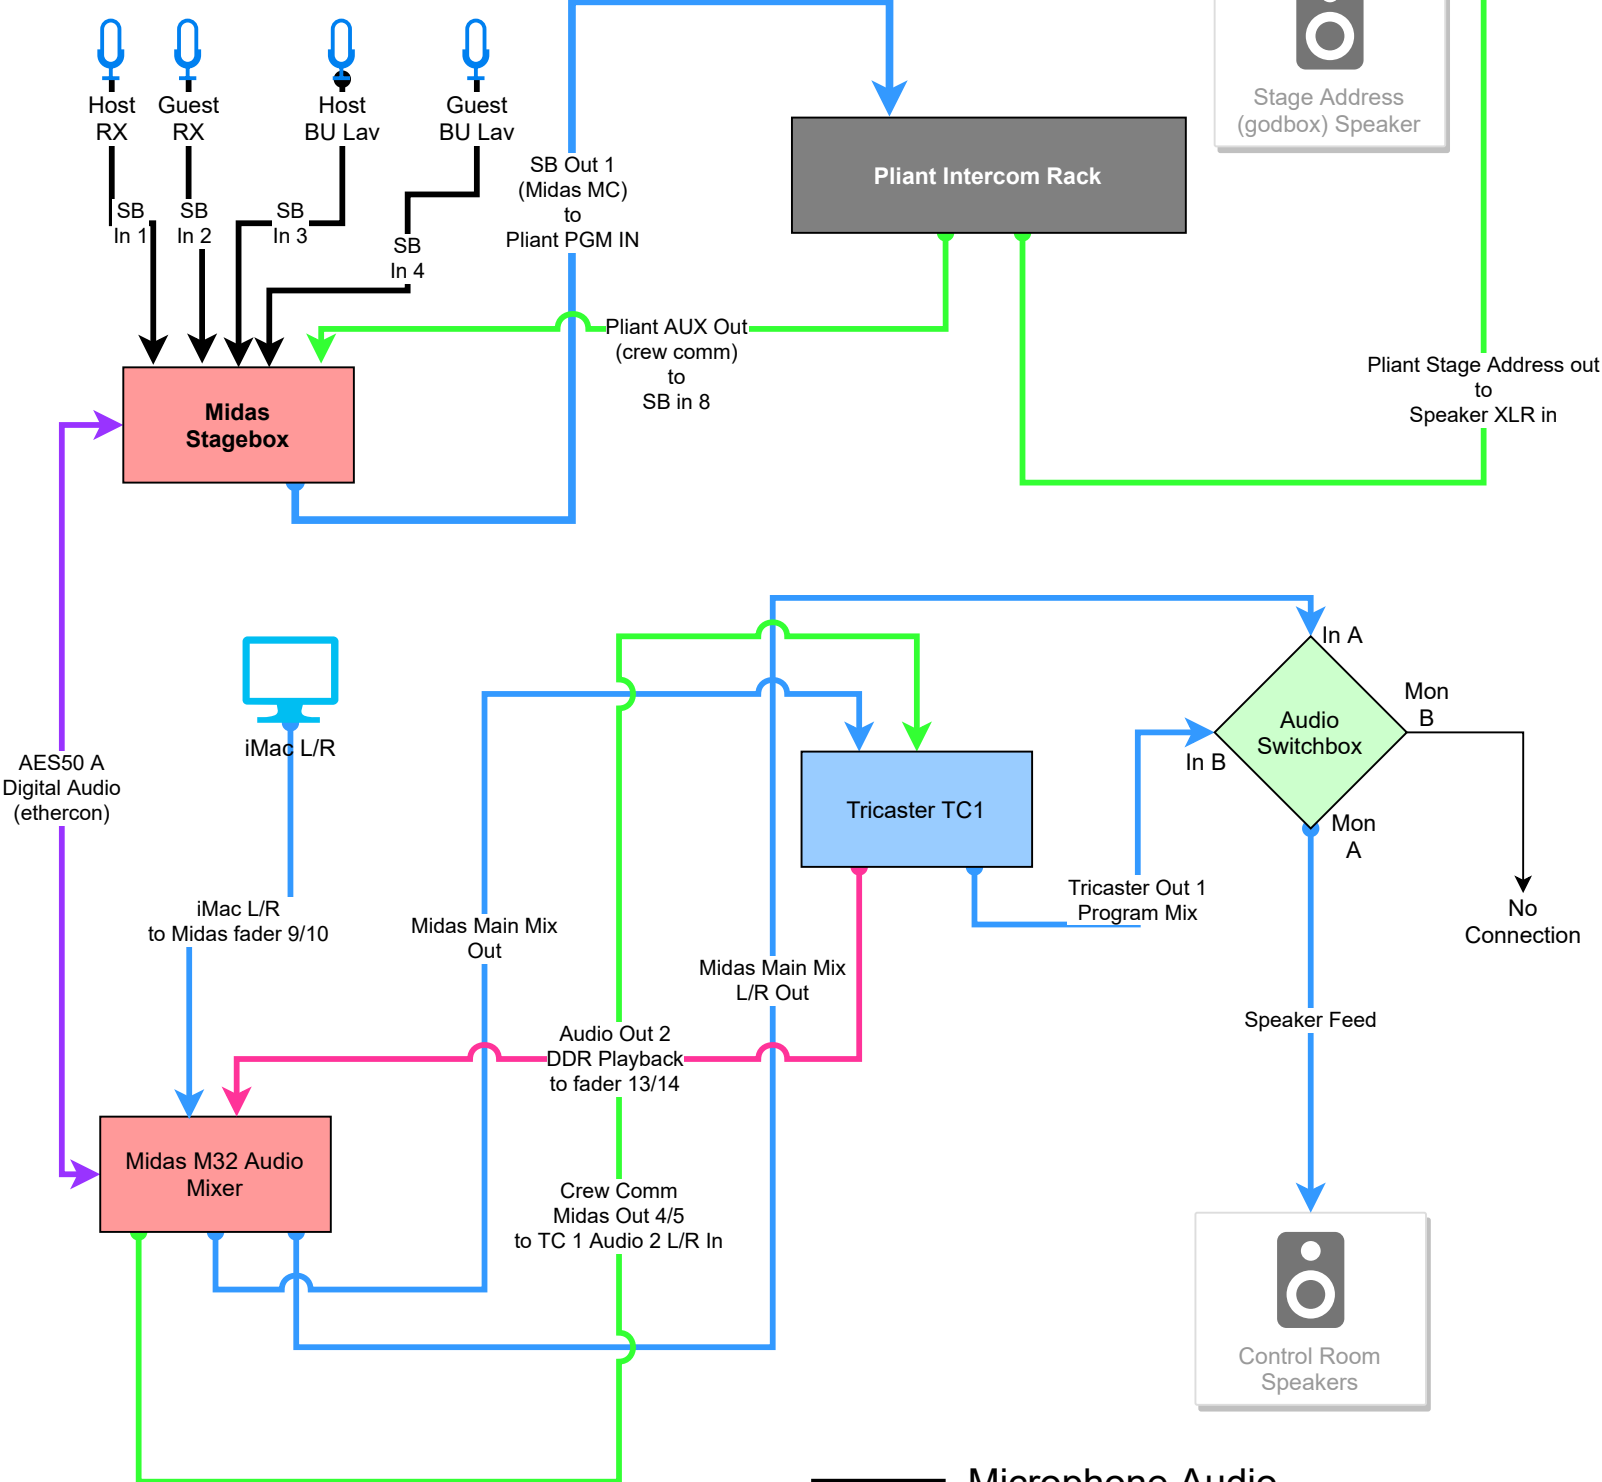 Host
RX
Guest
RX
Host
BU Lav
Guest
BU Lav
Stage Address
(godbox) Speaker
SB Out 1
(Midas MC)
to
Pliant PGM IN
Pliant Intercom Rack
SB
In 1
SB
In 2
SB
In 3
SB
In 4
Pliant AUX Out
(crew comm)
to
SB in 8
Pliant Stage Address out
to
Speaker XLR in
Midas
Stagebox
In A
Mon
B
Audio
Switchbox
In B
Mon
A
iMac L/R
AES50 A
Digital Audio
(ethercon)
Tricaster TC1
Tricaster Out 1
Program Mix
No
Connection
iMac L/R
to Midas fader 9/10
Midas Main Mix
Out
Midas Main Mix
L/R Out
Speaker Feed
Audio Out 2
DDR Playback
to fader 13/14
Midas M32 Audio
Mixer
Crew Comm
Midas Out 4/5
to TC 1 Audio 2 L/R In
Control Room
Speakers
Microphone Audio